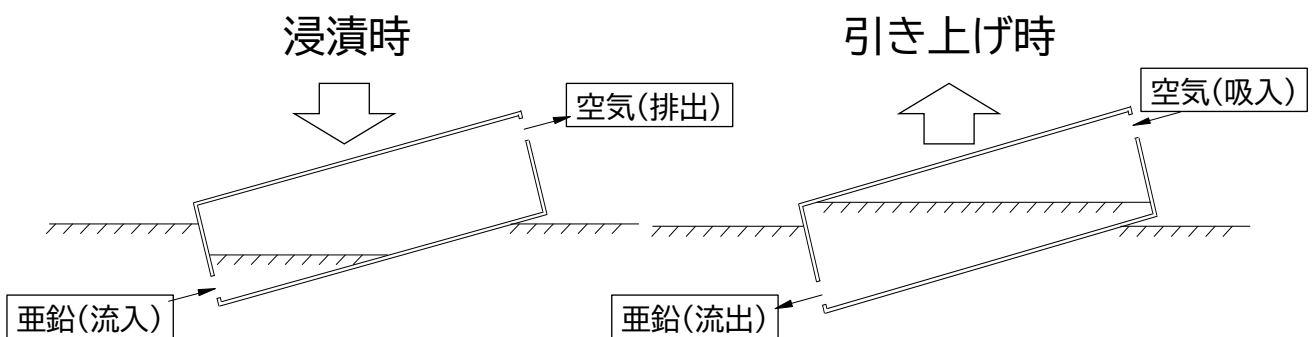 浸漬時
空気(排出)
亜鉛(流入)
引き上げ時
空気(吸入)
亜鉛(流出)